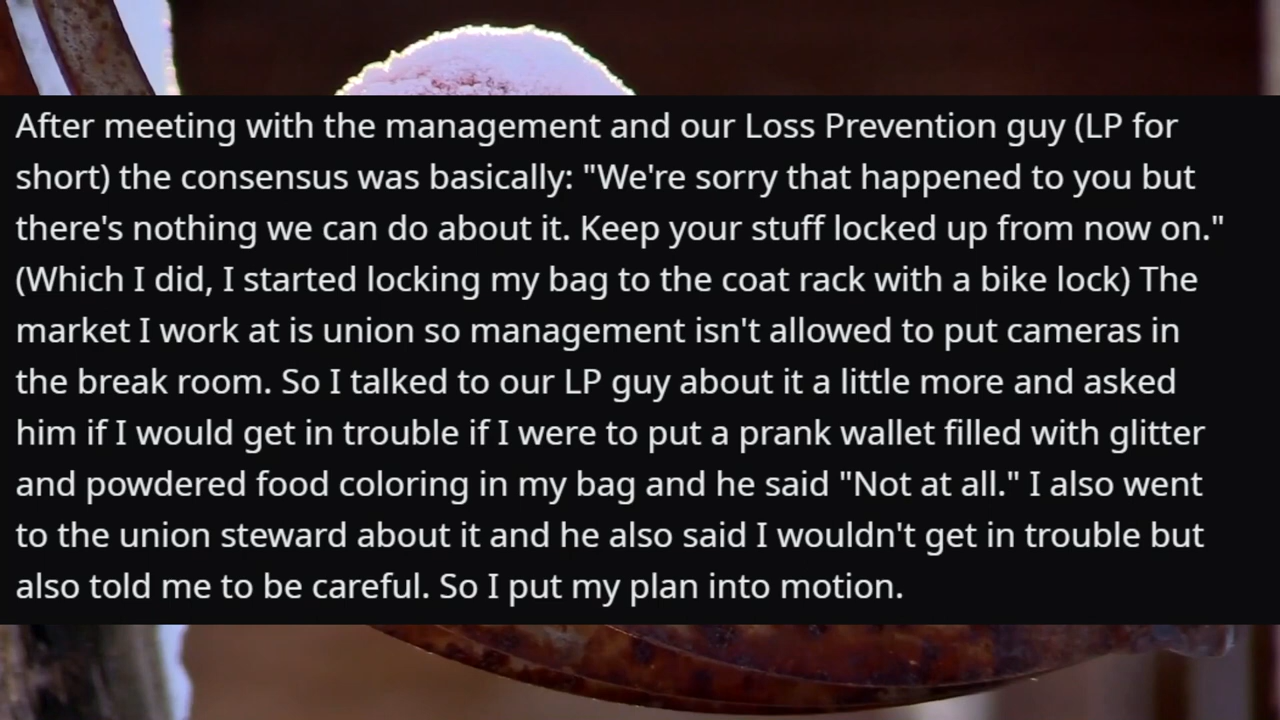 After meeting with the management and our Loss Prevention guy (LP for
short) the consensus was basically: "We're sorry that happened to you but
there's nothing we can do about it. Keep your stuff locked up from now on."
(Which I did, I started locking my bag to the coat rack with a bike lock) The
market I work at is union so management isn't allowed to put cameras in
the break room. So I talked to our LP guy about it a little more and asked
him if I would get in trouble if I were to put a prank wallet filled with glitter
and powdered food coloring in my bag and he said "Not at all." I also went
to the union steward about it and he also said I wouldn't get in trouble but
also told me to be careful. So I put my plan into motion.